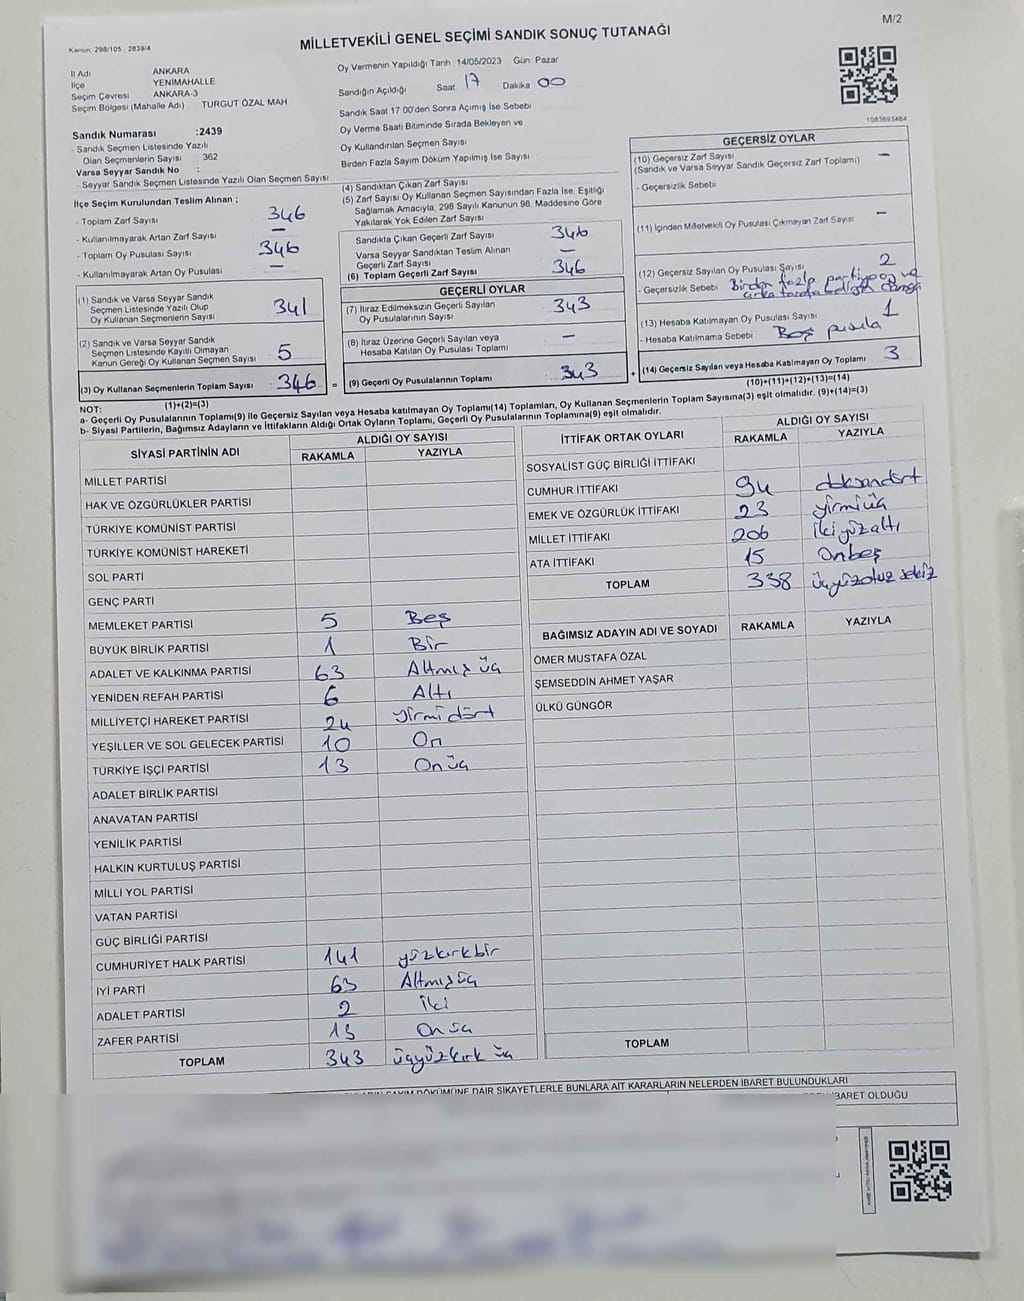 M/2
Kanun: 298/105 2839/4
MİLLETVEKİLİ GENEL SEÇİMİ SANDIK SONUÇ TUTANAĞI
İl Adı ANKARA
İlçe YENİMAHALLE
Seçim Çevresi ANKARA-3
Seçim Bölgesi (Mahalle Adı) TURGUT ÖZAL MAH
Oy Vermenin Yapıldığı Tarih 14/05/2023 Gün: Pazar
Sandığın Açıldığı Saat 17 Dakika 00
Sandık Saat 17:00'den Sonra Açımış İse Sebebi
Oy Verme Saati Bitiminde Sırada Bekleyen ve
Oy Kullandırılan Seçmen Sayısı
Birden Fazla Sayım Döküm Yapılmış İse Sayısı
1083693464
Sandık Numarası :2439
- Sandık Seçmen Listesinde Yazılı
Olan Seçmenlerin Sayısı 362
Varsa Seyyar Sandık No :
- Seyyar Sandık Seçmen Listesinde Yazılı Olan Seçmen Sayısı :
İlçe Seçim Kurulundan Teslim Alınan ;
- Toplam Zarf Sayısı 346
- Kullanılmayarak Artan Zarf Sayısı —
- Toplam Oy Pusulası Sayısı 346
- Kullanılmayarak Artan Oy Pusulası —
(1) Sandık ve Varsa Seyyar Sandık
Seçmen Listesinde Yazılı Olup
Oy Kullanan Seçmenlerin Sayısı 341
(2) Sandık ve Varsa Seyyar Sandık
Seçmen Listesinde Kayıtlı Olmayan
Kanun Gereği Oy Kullanan Seçmen Sayısı 5
(3) Oy Kullanan Seçmenlerin Toplam Sayısı 346 =
(1)+(2)=(3)
(4) Sandıktan Çıkan Zarf Sayısı
(5) Zarf Sayısı Oy Kullanan Seçmen Sayısından Fazla İse, Eşitliği
Sağlamak Amacıyla; 298 Sayılı Kanunun 98. Maddesine Göre
Yakılarak Yok Edilen Zarf Sayısı
Sandıkta Çıkan Geçerli Zarf Sayısı 346
Varsa Seyyar Sandıktan Teslim Alınan
Geçerli Zarf Sayısı —
(6) Toplam Geçerli Zarf Sayısı 346
GEÇERLİ OYLAR
(7) İtiraz Edilmeksizin Geçerli Sayılan
Oy Pusulalarının Sayısı 343
(8) İtiraz Üzerine Geçerli Sayılan veya
Hesaba Katılan Oy Pusulası Toplamı —
(9) Geçerli Oy Pusulalarının Toplamı 343 +
GEÇERSİZ OYLAR
(10) Geçersiz Zarf Sayısı —
(Sandık ve Varsa Seyyar Sandık Geçersiz Zarf Toplamı)
- Geçersizlik Sebebi
(11) İçinden Milletvekili Oy Pusulası Çıkmayan Zarf Sayısı —
(12) Geçersiz Sayılan Oy Pusulası Sayısı 2
- Geçersizlik Sebebi Birden fazla partiye oy ve
(13) Hesaba Katılmayan Oy Pusulası Sayısı 1
- Hesaba Katılmama Sebebi Boş pusula
(14) Geçersiz Sayılan veya Hesaba Katılmayan Oy Toplamı 3
(10)+(11)+(12)+(13)=(14)
NOT:
a- Geçerli Oy Pusulalarının Toplamı(9) ile Geçersiz Sayılan veya Hesaba katılmayan Oy Toplamı(14) Toplamları, Oy Kullanan Seçmenlerin Toplam Sayısına(3) eşit olmalıdır. (9)+(14)=(3)
b- Siyasi Partilerin, Bağımsız Adayların ve İttifakların Aldığı Ortak Oyların Toplamı, Geçerli Oy Pusulalarının Toplamına(9) eşit olmalıdır.
SİYASİ PARTİNİN ADI ALDIĞI OY SAYISI
RAKAMLA YAZIYLA
MİLLET PARTİSİ
HAK VE ÖZGÜRLÜKLER PARTİSİ
TÜRKİYE KOMÜNİST PARTİSİ
TÜRKİYE KOMÜNİST HAREKETİ
SOL PARTİ
GENÇ PARTİ
MEMLEKET PARTİSİ 5 Beş
BÜYÜK BİRLİK PARTİSİ 1 Bir
ADALET VE KALKINMA PARTİSİ 63 Altmış üç
YENİDEN REFAH PARTİSİ 6 Altı
MİLLİYETÇİ HAREKET PARTİSİ 24 yirmi dört
YEŞİLLER VE SOL GELECEK PARTİSİ 10 On
TÜRKİYE İŞÇİ PARTİSİ 13 Onüç
ADALET BİRLİK PARTİSİ
ANAVATAN PARTİSİ
YENİLİK PARTİSİ
HALKIN KURTULUŞ PARTİSİ
MİLLİ YOL PARTİSİ
VATAN PARTİSİ
GÜÇ BİRLİĞİ PARTİSİ
CUMHURİYET HALK PARTİSİ 141 yüzkırkbir
İYİ PARTİ 63 Altmışüç
ADALET PARTİSİ 2 İki
ZAFER PARTİSİ 13 Onüç
TOPLAM 343 üçyüzkırk üç
İTTİFAK ORTAK OYLARI ALDIĞI OY SAYISI
RAKAMLA YAZIYLA
SOSYALİST GÜÇ BİRLİĞİ İTTİFAKI
CUMHUR İTTİFAKI 94 doksandört
EMEK VE ÖZGÜRLÜK İTTİFAKI 23 yirmiüç
MİLLET İTTİFAKI 206 ikiyüzaltı
ATA İTTİFAKI 15 Onbeş
TOPLAM 338 üçyüzotuz sekiz
BAĞIMSIZ ADAYIN ADI VE SOYADI RAKAMLA YAZIYLA
ÖMER MUSTAFA ÖZAL
ŞEMSEDDİN AHMET YAŞAR
ÜLKÜ GÜNGÖR
TOPLAM
DÖKÜMÜNE DAİR ŞİKAYETLERLE BUNLARA AİT KARARLARIN NELERDEN İBARET BULUNDUKLARI
İBARET OLDUĞU